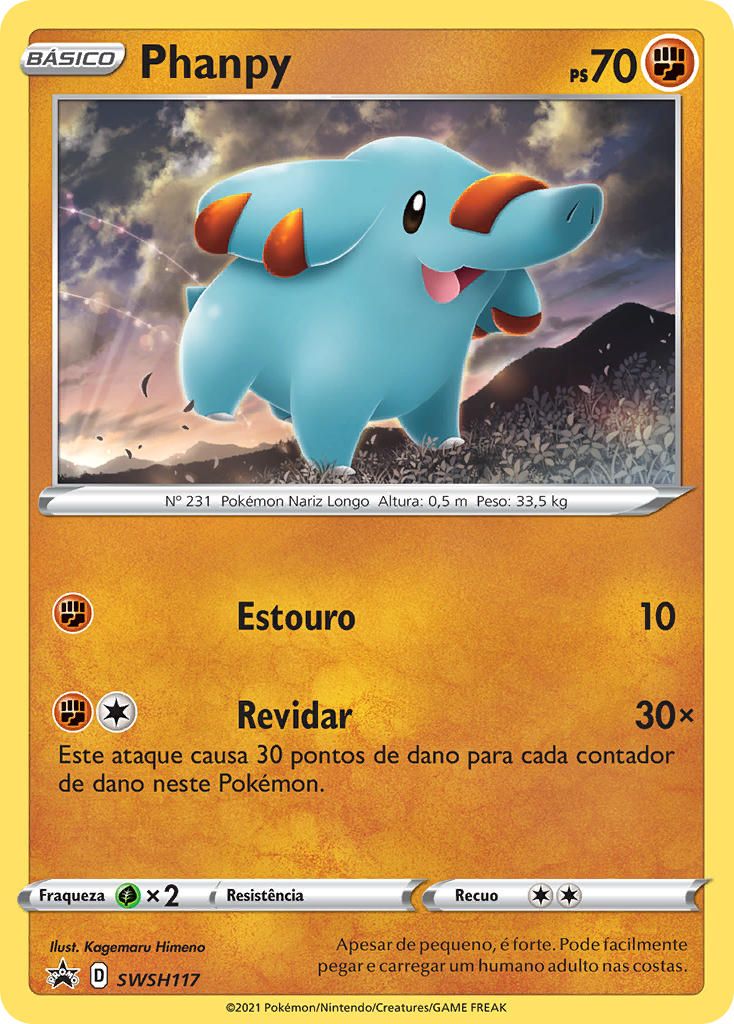 BÁSICO Phanpy PS 70
Nº 231 Pokémon Nariz Longo Altura: 0,5 m Peso: 33,5 kg
Estouro 10
Revidar 30×
Este ataque causa 30 pontos de dano para cada contador
de dano neste Pokémon.
Fraqueza ×2 Resistência Recuo
Ilust. Kagemaru Himeno
Apesar de pequeno, é forte. Pode facilmente
pegar e carregar um humano adulto nas costas.
PROMO D SWSH117
©2021 Pokémon/Nintendo/Creatures/GAME FREAK